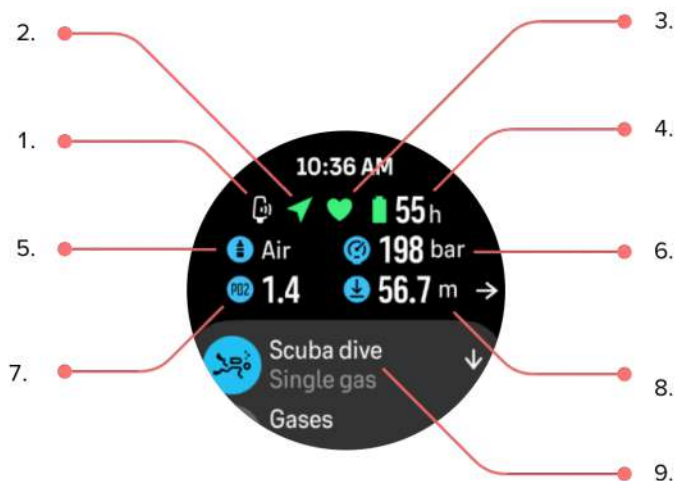 2.
3.
1.
4.
10:36 AM
55 h
5.
Air
198 bar
6.
PO2 1.4
56.7 m
7.
8.
Scuba dive
Single gas
Gases
9.